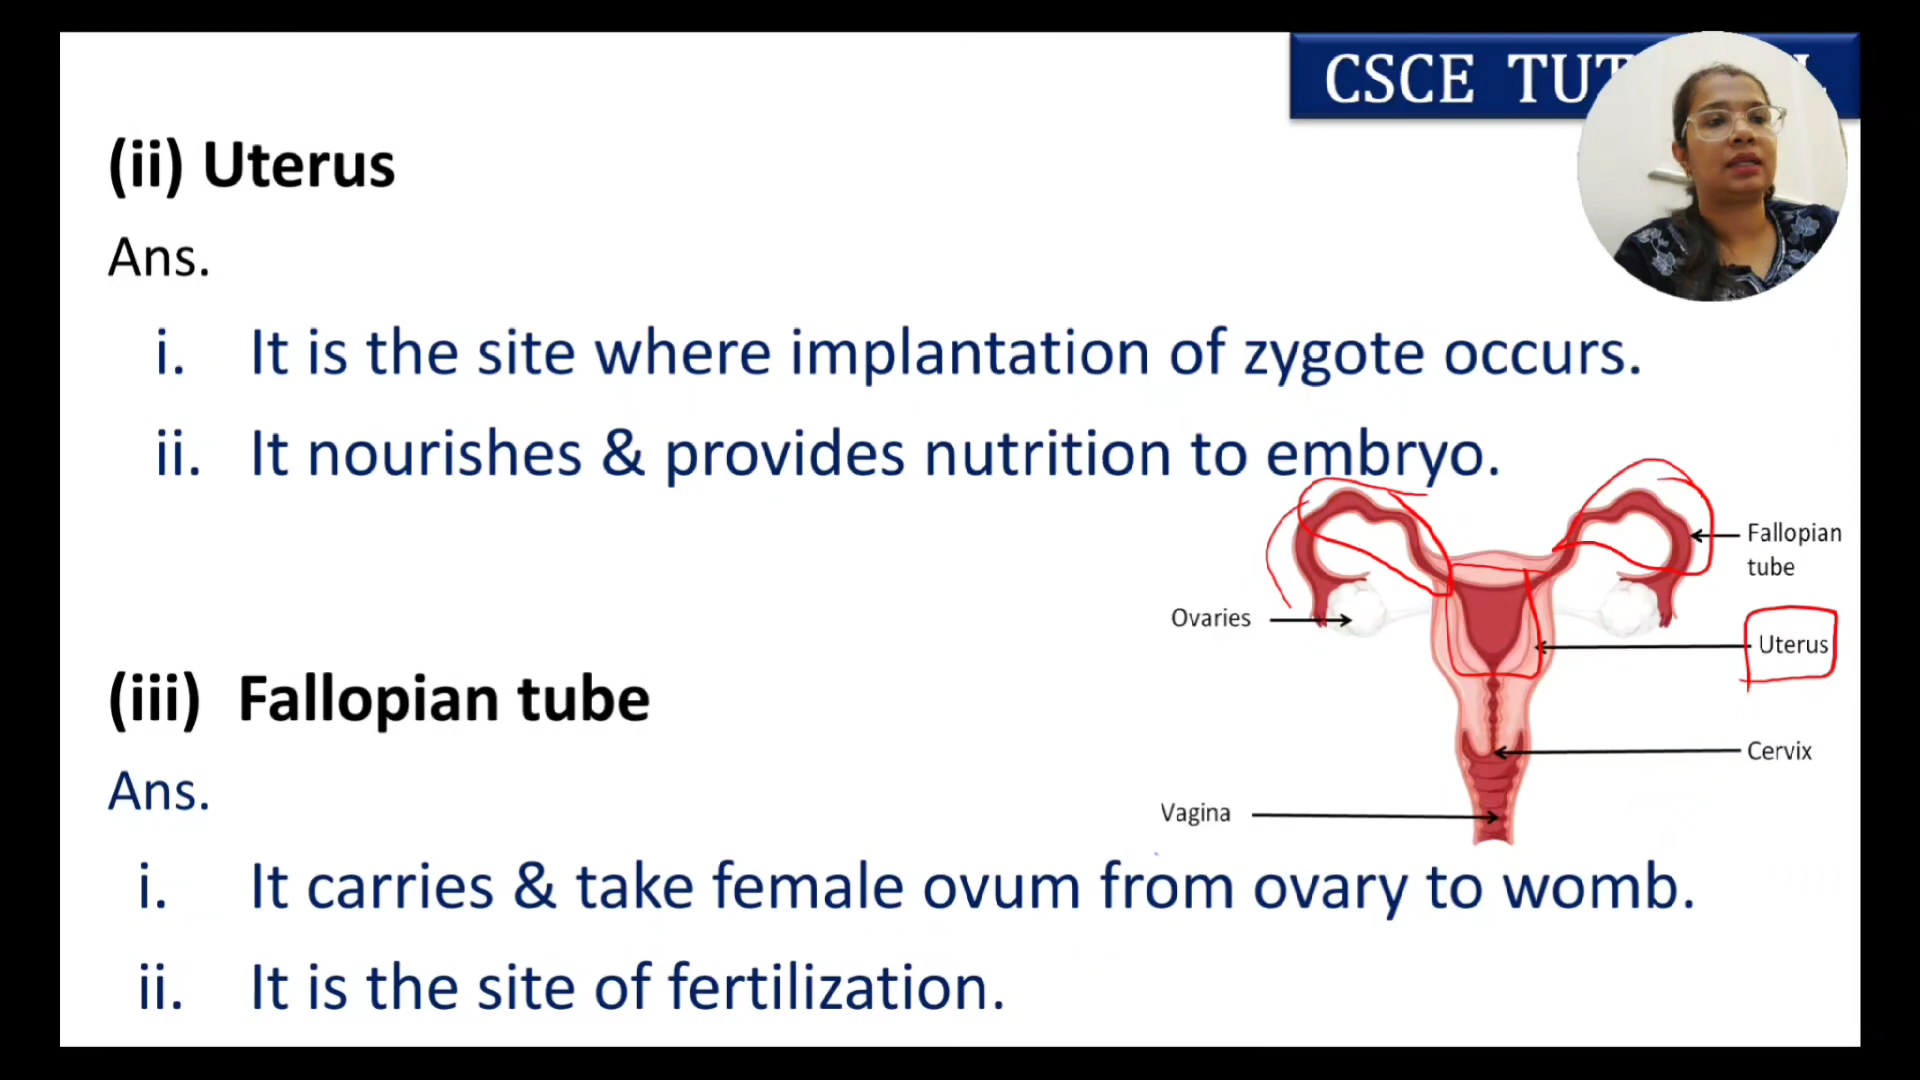 CSCE TUT
(ii) Uterus
Ans.
i. It is the site where implantation of zygote occurs.
ii. It nourishes & provides nutrition to embryo.
Fallopian
tube
Ovaries
Uterus
(iii) Fallopian tube
Cervix
Ans.
Vagina
i. It carries & take female ovum from ovary to womb.
ii. It is the site of fertilization.